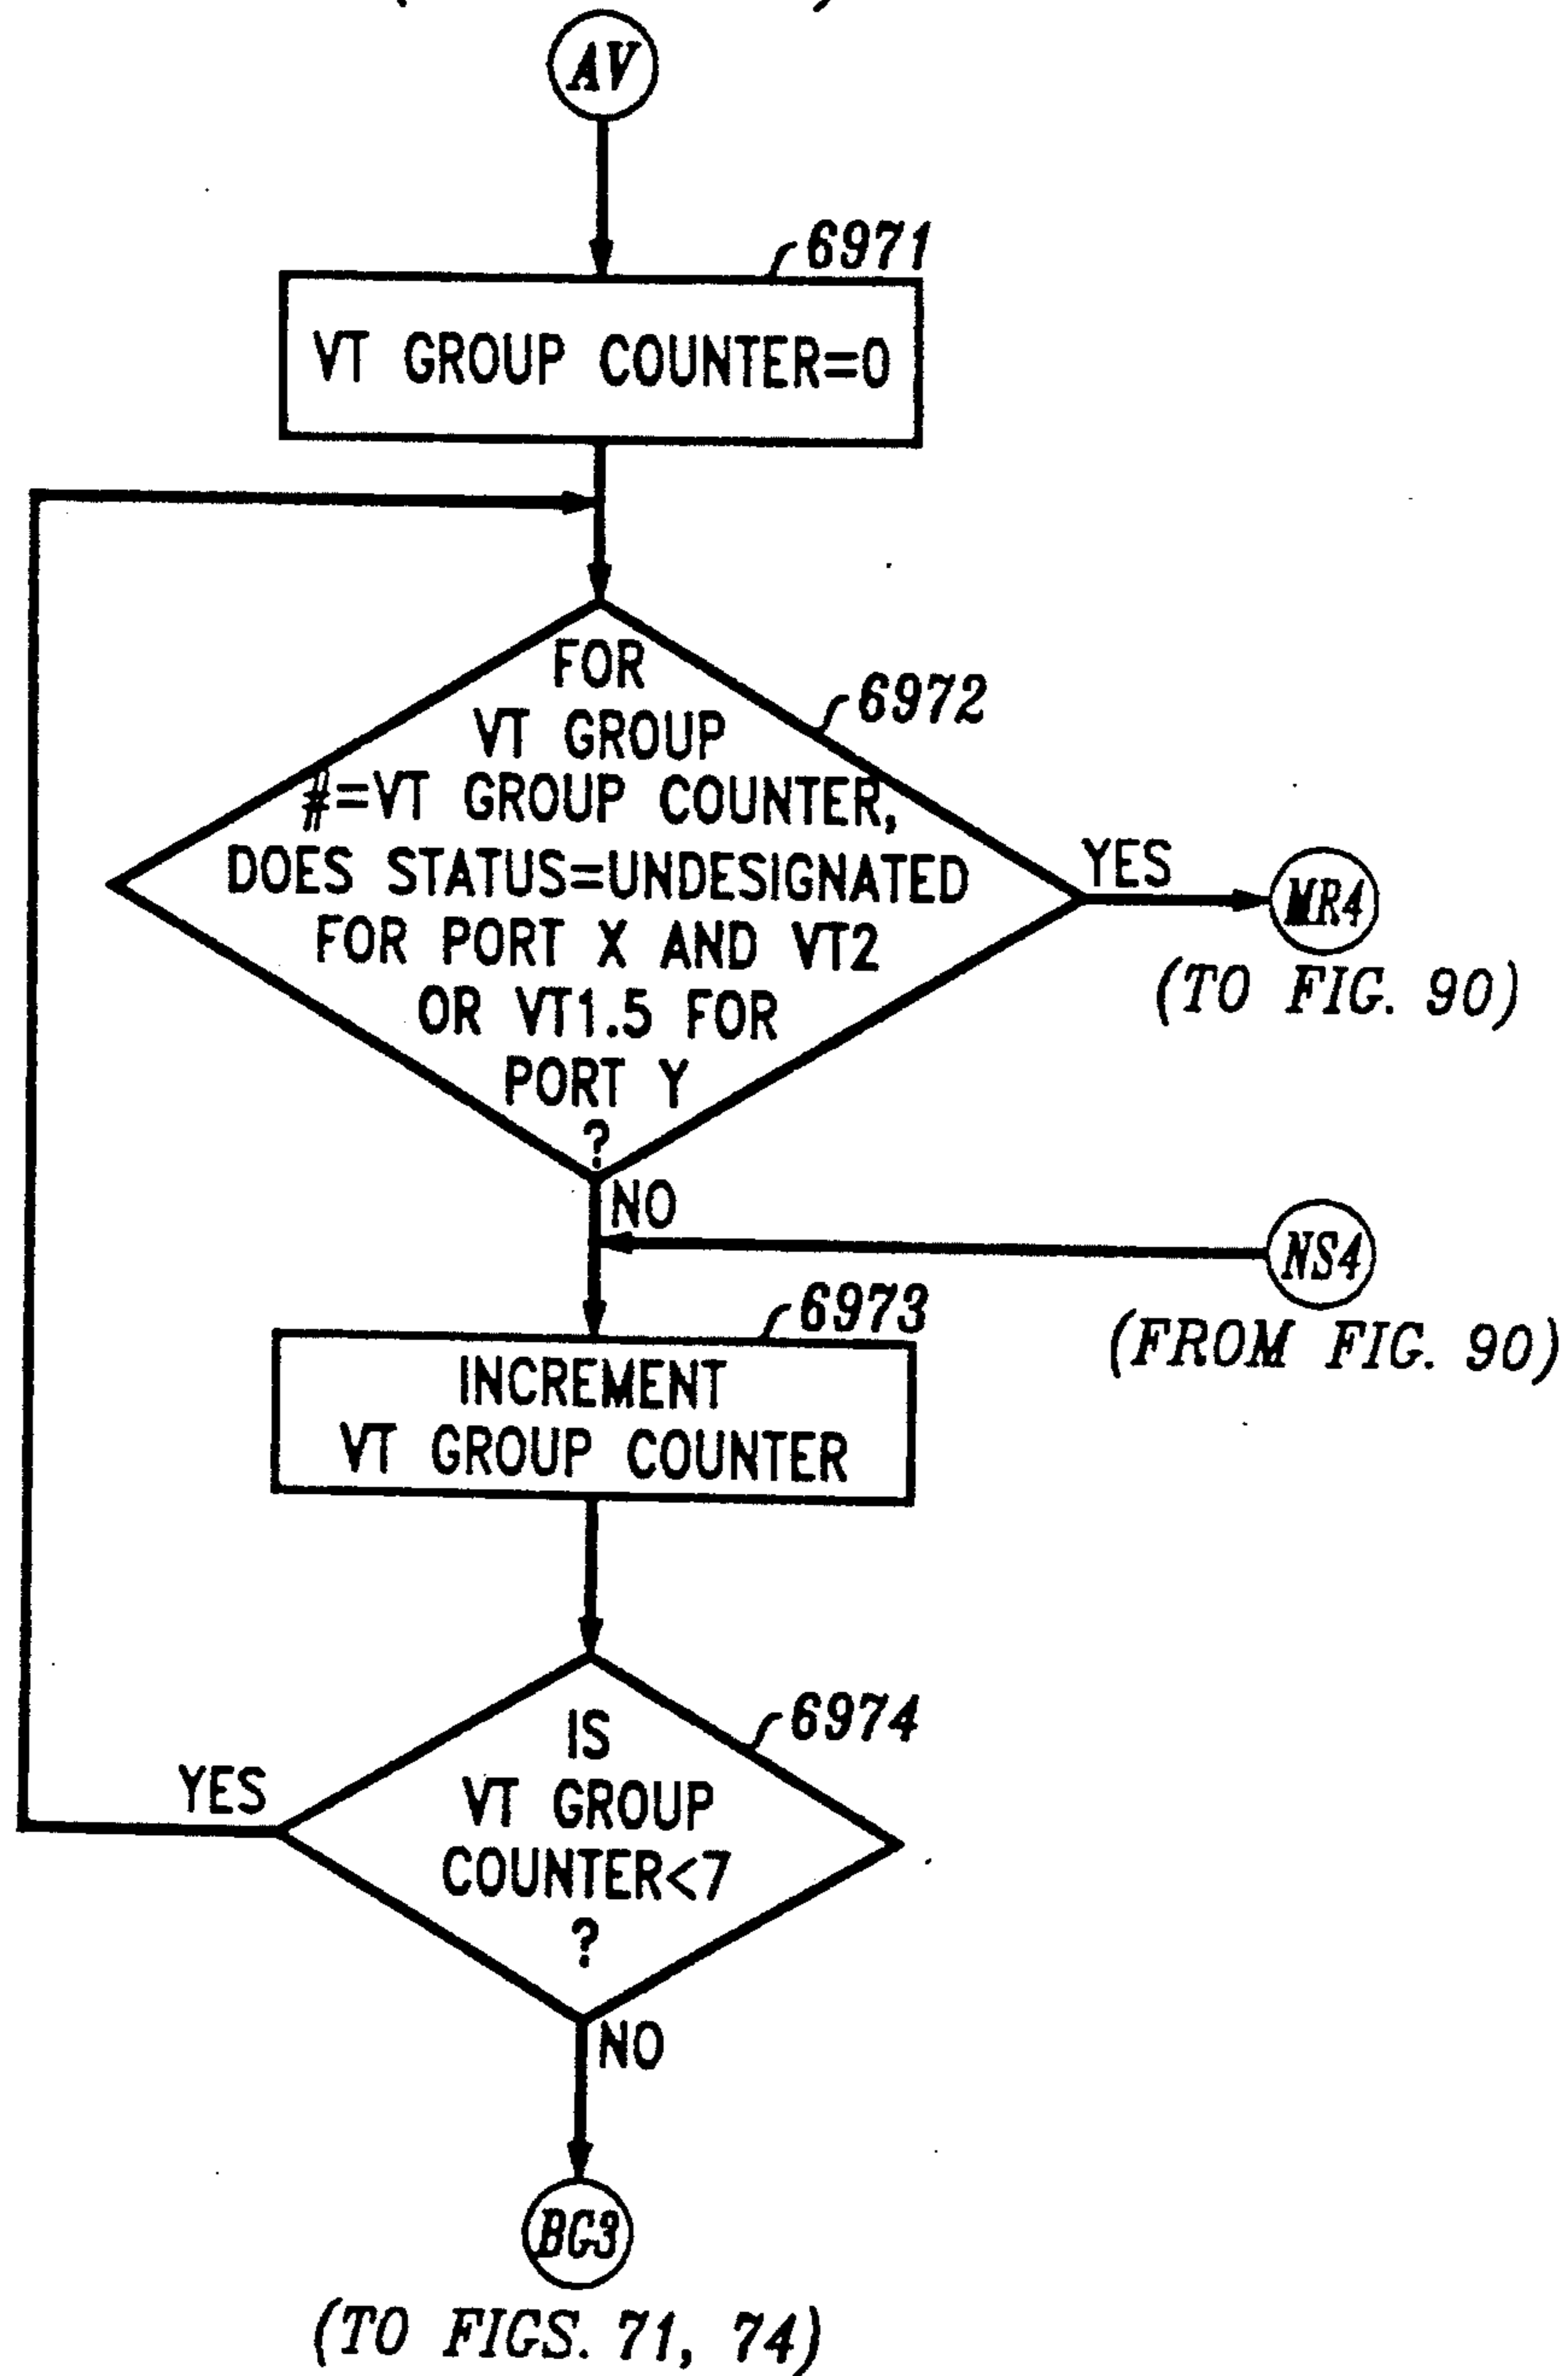 AV
6971
VT GROUP COUNTER=0
FOR
VT GROUP
6972
#=VT GROUP COUNTER,
DOES STATUS=UNDESIGNATED
FOR PORT X AND VT2
OR VT1.5 FOR
PORT Y
?
YES
MR4
(TO FIG. 90)
NO
NS4
(FROM FIG. 90)
6973
INCREMENT
VT GROUP COUNTER
6974
IS
VT GROUP
COUNTER<7
?
YES
NO
BG3
(TO FIGS. 71, 74)